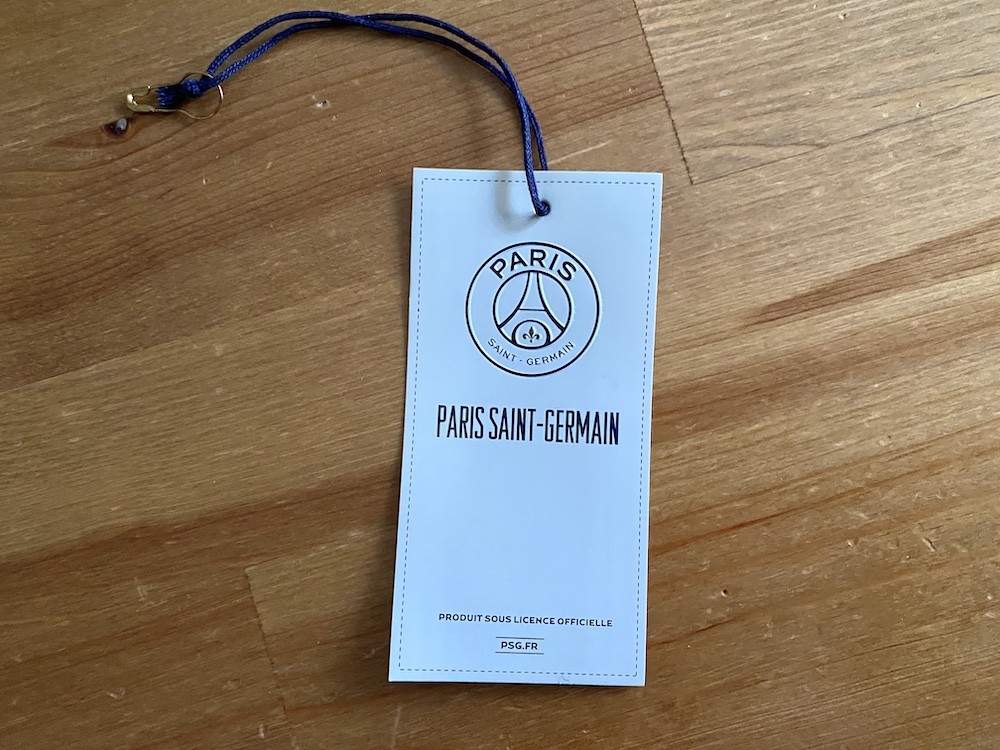 PARIS
SAINT - GERMAIN
PARIS SAINT-GERMAIN
PRODUIT SOUS LICENCE OFFICIELLE
PSG.FR